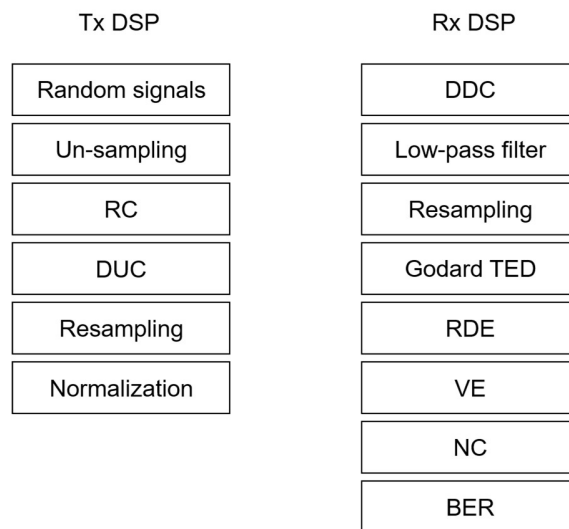 Tx DSP
Random signals
Un-sampling
RC
DUC
Resampling
Normalization
Rx DSP
DDC
Low-pass filter
Resampling
Godard TED
RDE
VE
NC
BER